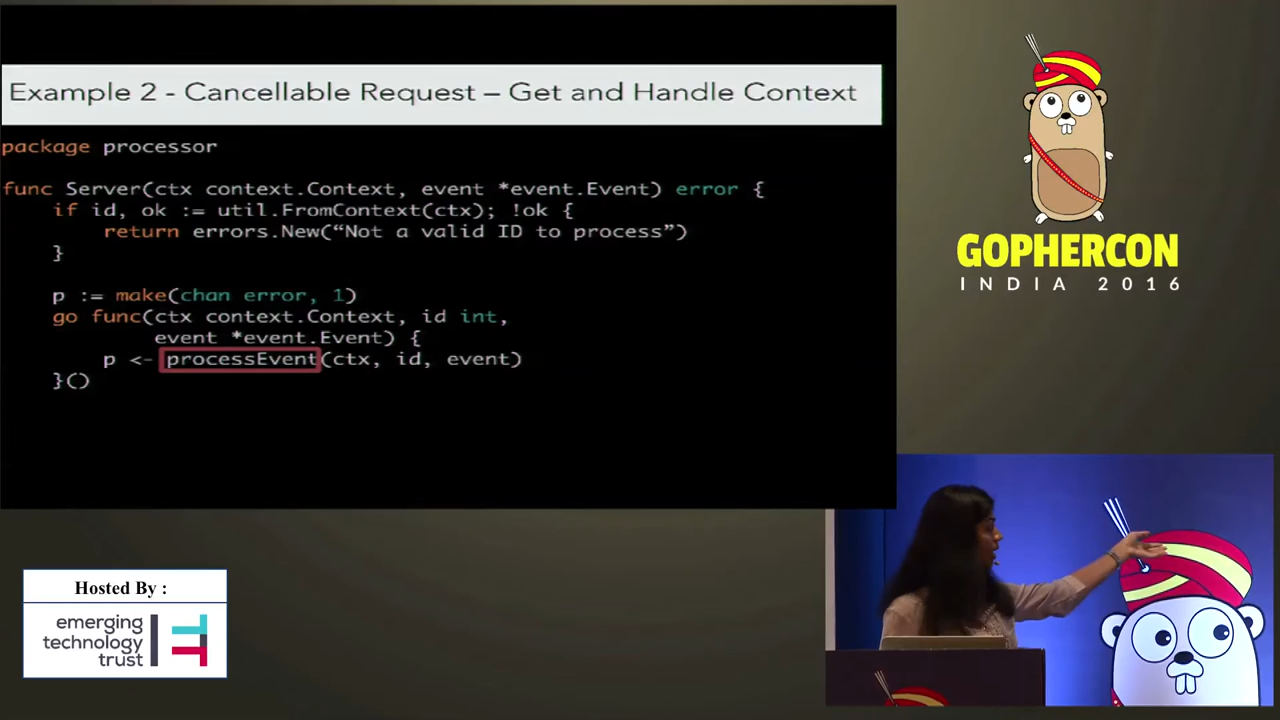 Example 2 - Cancellable Request – Get and Handle Context
package processor
func Server(ctx context.Context, event *event.Event) error {
if id, ok := util.FromContext(ctx); !ok {
return errors.New(“Not a valid ID to process”)
}
p := make(chan error, 1)
go func(ctx context.Context, id int,
event *event.Event) {
p <- processEvent(ctx, id, event)
}()
GOPHERCON
INDIA 2016
Hosted By :
emerging
technology
trust